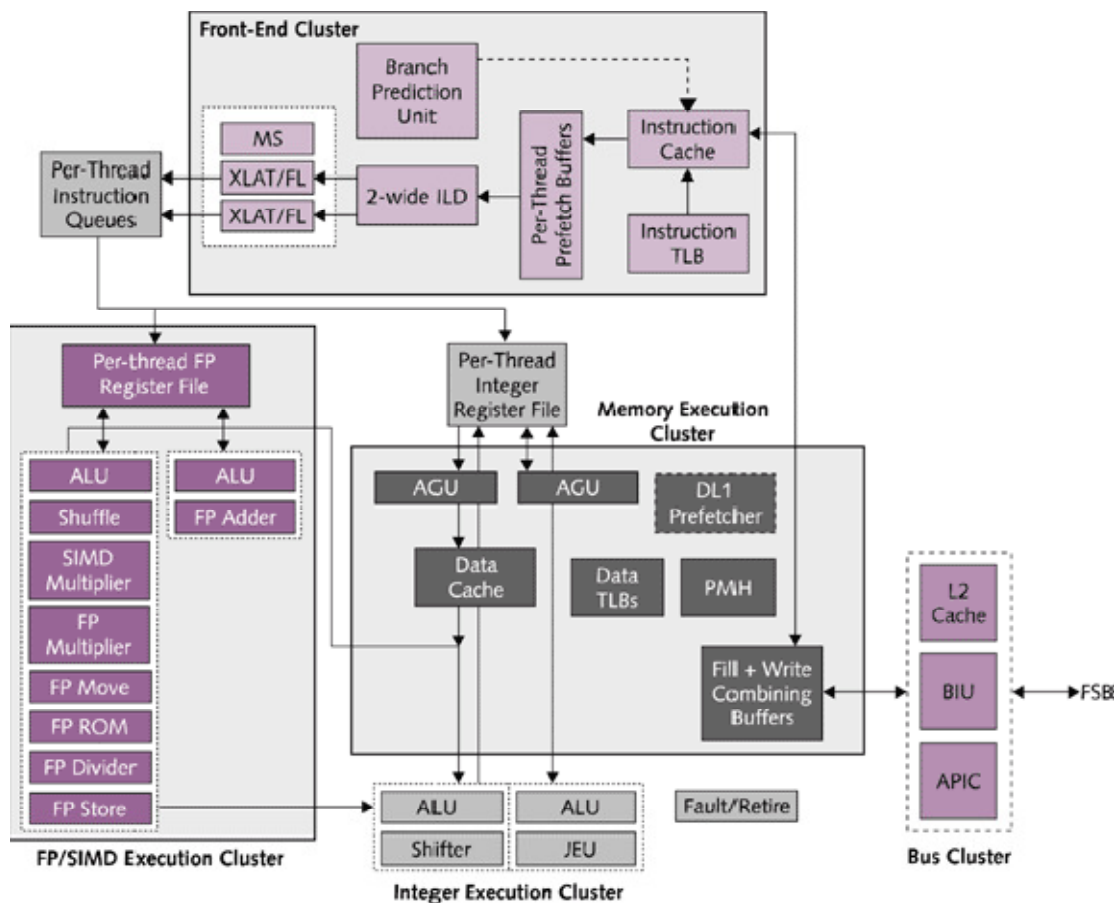 Front-End Cluster
Branch
Prediction
Unit
MS
XLAT/FL
XLAT/FL
2-wide ILD
Per-Thread
Prefetch Buffers
Instruction
Cache
Instruction
TLB
Per-Thread
Instruction
Queues
Per-thread FP
Register File
ALU
Shuffle
SIMD
Multiplier
FP
Multiplier
FP Move
FP ROM
FP Divider
FP Store
ALU
FP Adder
FP/SIMD Execution Cluster
Per-Thread
Integer
Register File
Memory Execution
Cluster
AGU
AGU
DL1
Prefetcher
Data
Cache
Data
TLBs
PMH
Fill + Write
Combining
Buffers
ALU
Shifter
ALU
JEU
Integer Execution Cluster
Fault/Retire
L2
Cache
BIU
APIC
Bus Cluster
FSB